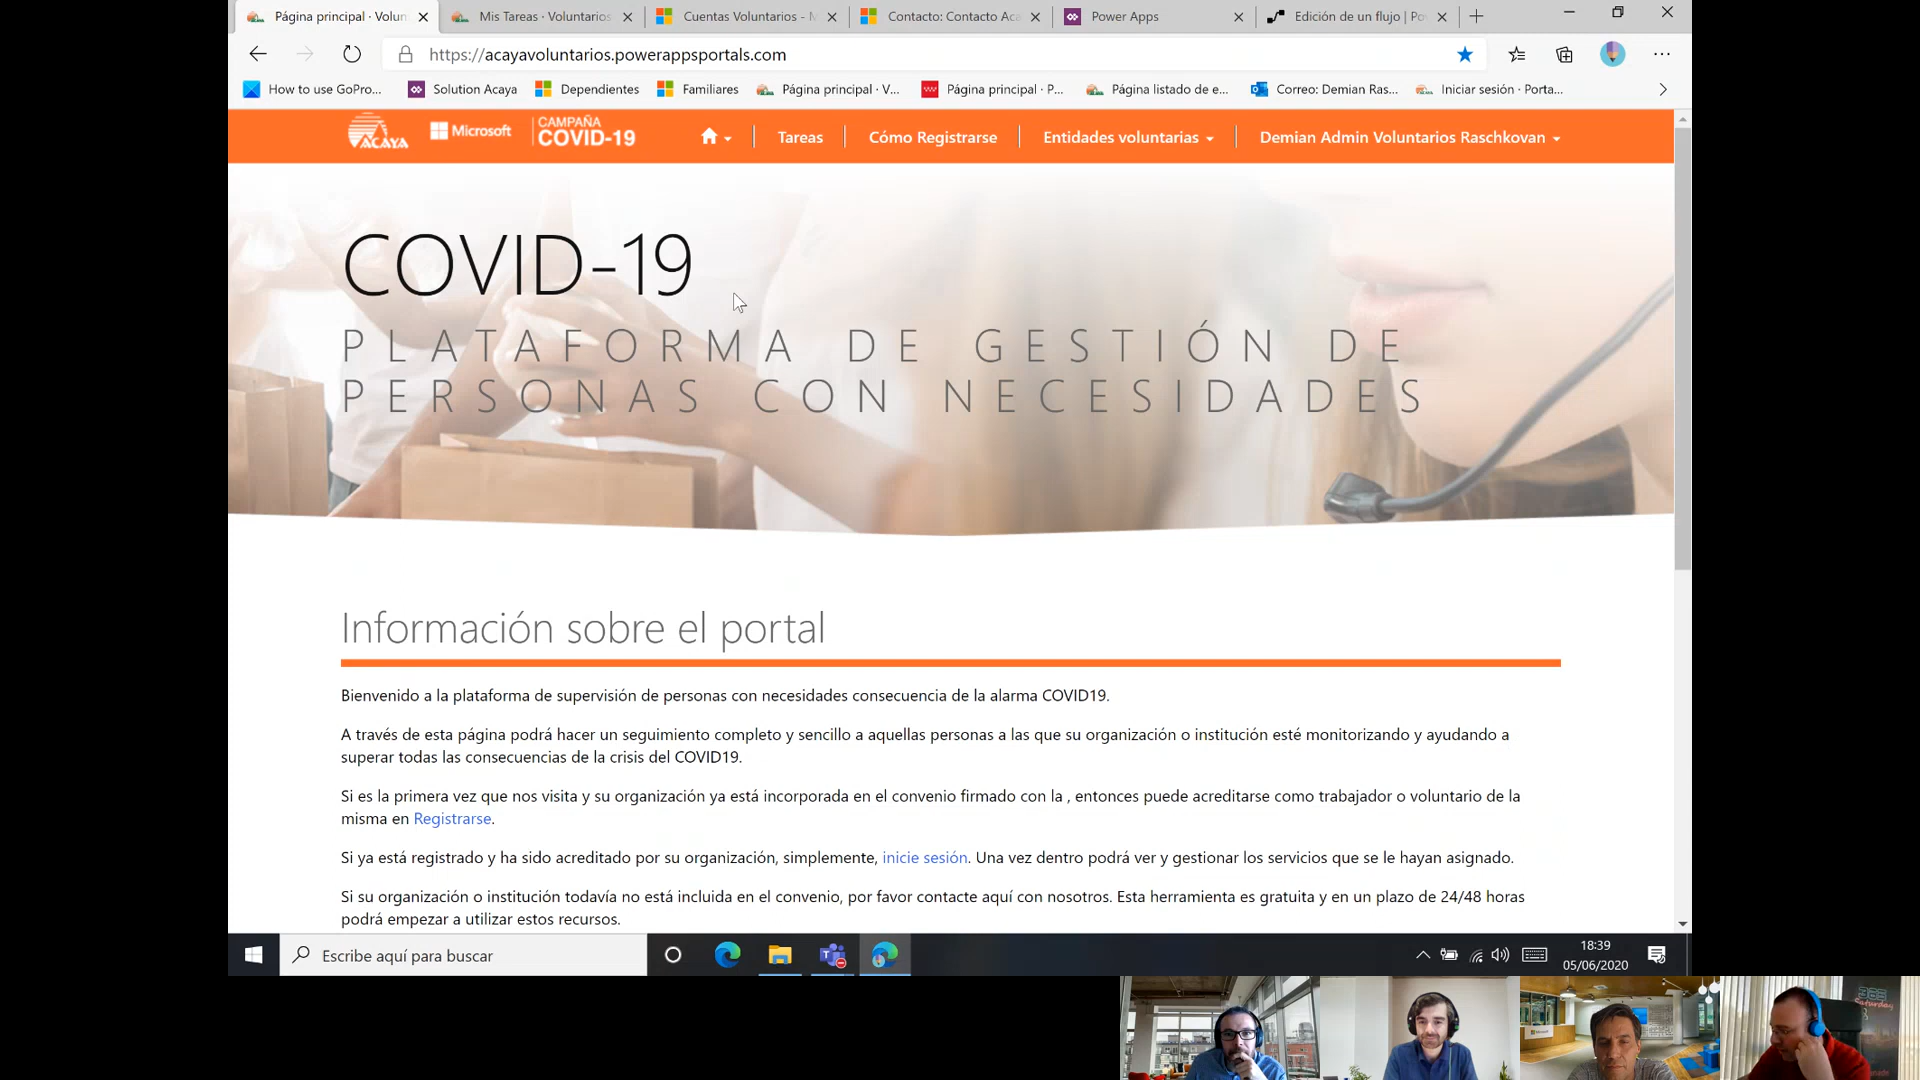 Página principal · Volun
Mis Tareas · Voluntarios
Cuentas Voluntarios - M
Contacto: Contacto Aca
Power Apps
Edición de un flujo | Po
https://acayavoluntarios.powerappsportals.com
How to use GoPro...
Solution Acaya
Dependientes
Familiares
Página principal · V...
Página principal · P...
Página listado de e...
Correo: Demian Ras...
Iniciar sesión · Porta...
ACAYA
Microsoft
CAMPAÑA
COVID-19
Tareas
Cómo Registrarse
Entidades voluntarias
Demian Admin Voluntarios Raschkovan
COVID-19
PLATAFORMA DE GESTIÓN DE
PERSONAS CON NECESIDADES
Información sobre el portal
Bienvenido a la plataforma de supervisión de personas con necesidades consecuencia de la alarma COVID19.
A través de esta página podrá hacer un seguimiento completo y sencillo a aquellas personas a las que su organización o institución esté monitorizando y ayudando a
superar todas las consecuencias de la crisis del COVID19.
Si es la primera vez que nos visita y su organización ya está incorporada en el convenio firmado con la , entonces puede acreditarse como trabajador o voluntario de la
misma en Registrarse.
Si ya está registrado y ha sido acreditado por su organización, simplemente, inicie sesión. Una vez dentro podrá ver y gestionar los servicios que se le hayan asignado.
Si su organización o institución todavía no está incluida en el convenio, por favor contacte aquí con nosotros. Esta herramienta es gratuita y en un plazo de 24/48 horas
podrá empezar a utilizar estos recursos.
Escribe aquí para buscar
18:39
05/06/2020
365
Saturday